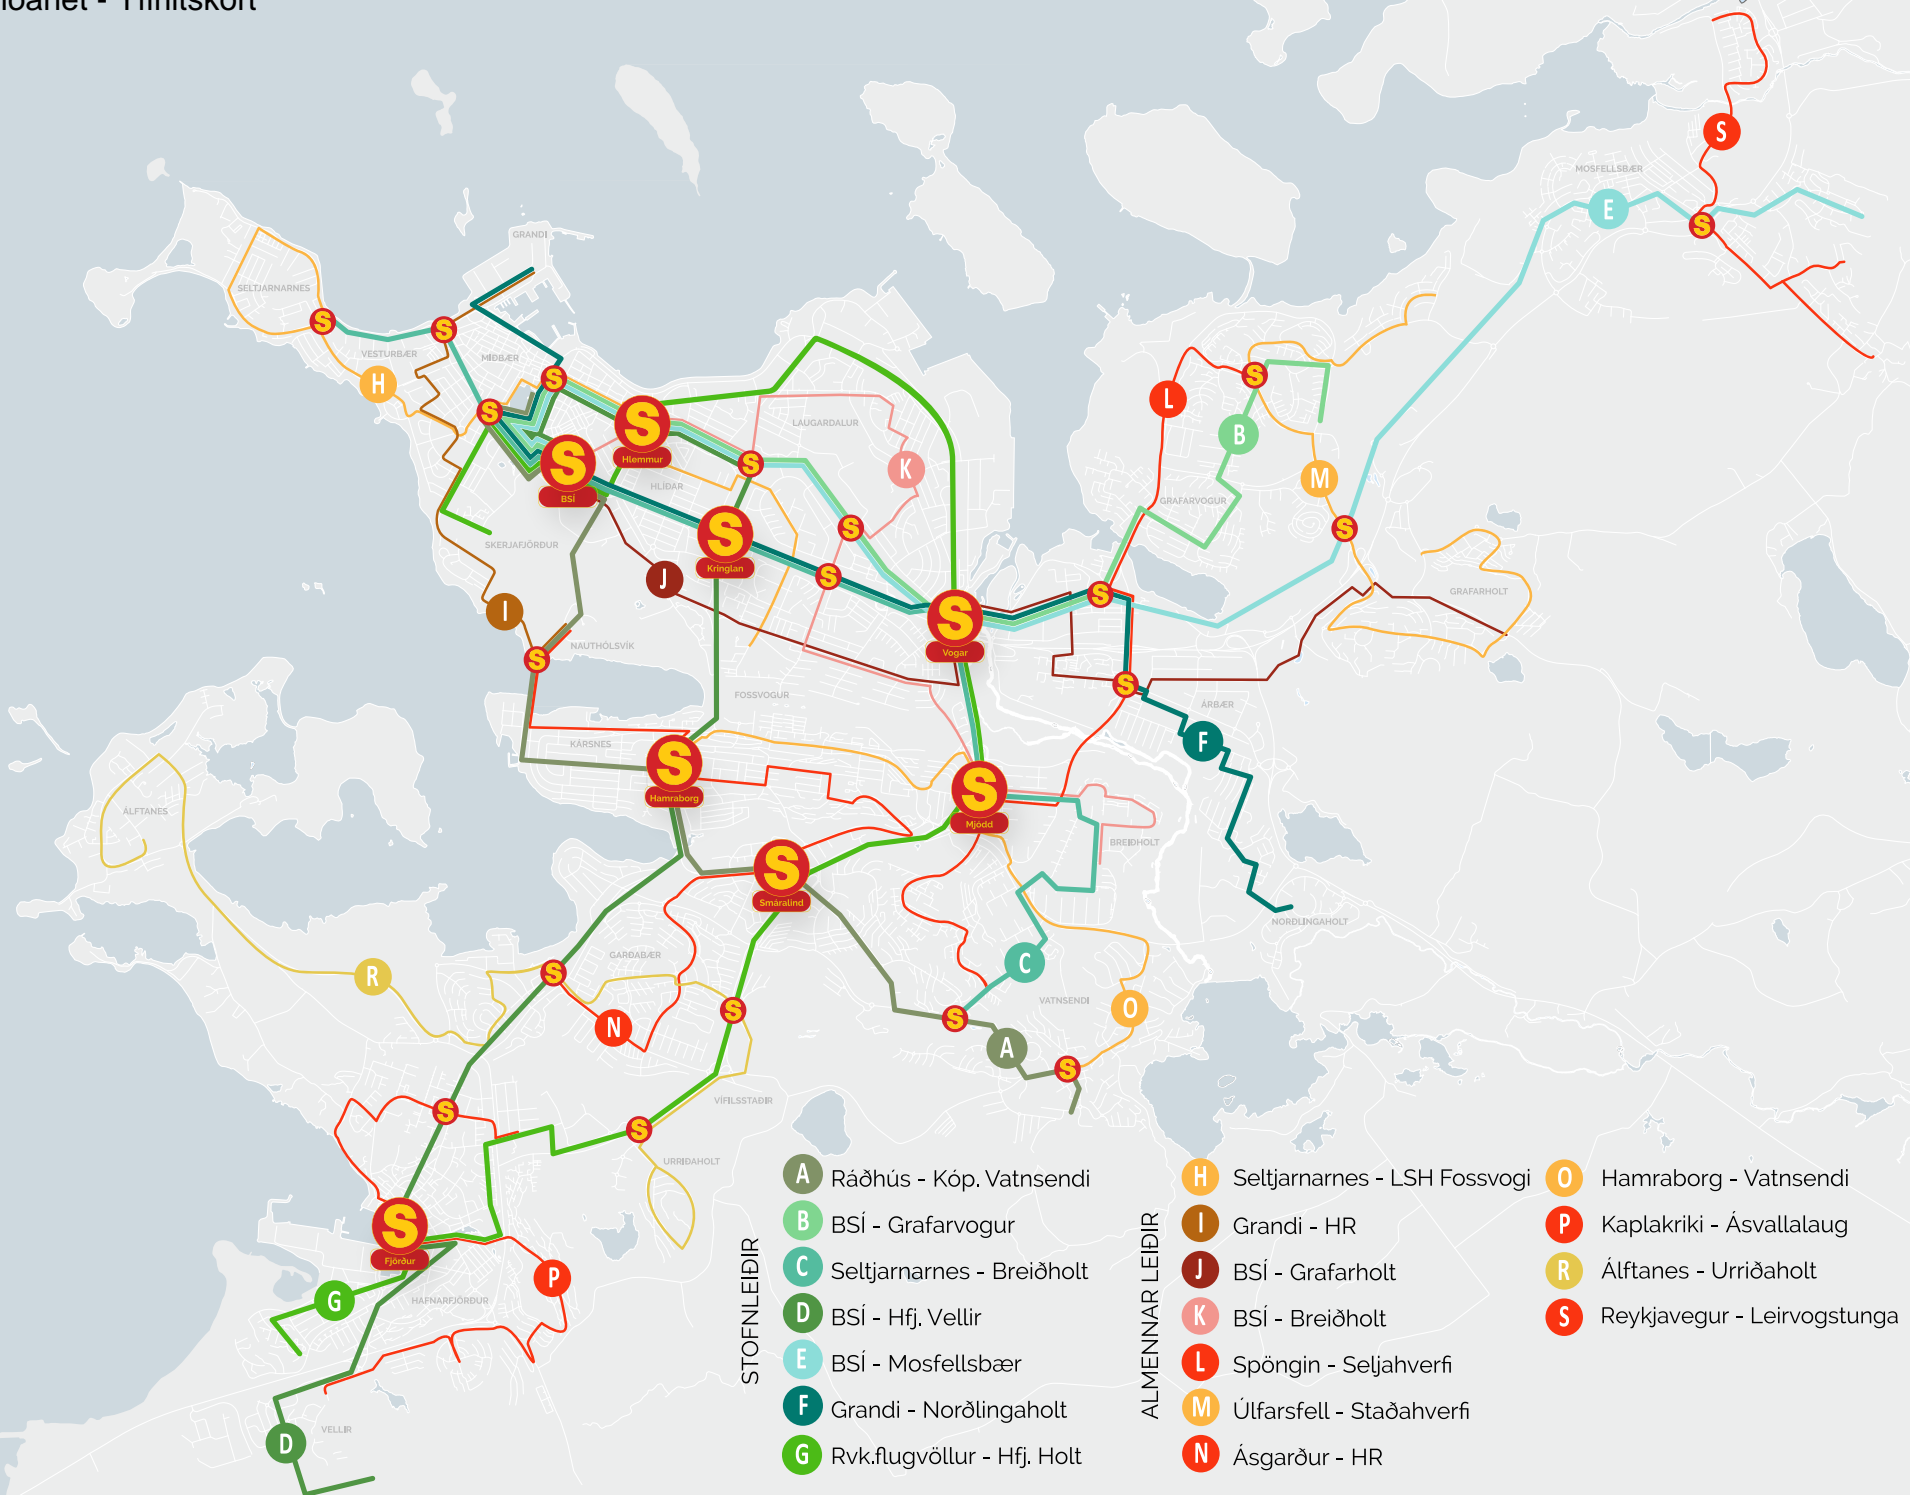 GRANDI
SELTJARNARNES
VESTURBÆR
MIÐBÆR
H
S
MOSFELLSBÆR
E
L
B
M
GRAFARVOGUR
LAUGARDALUR
K
Hlemmur
BSÍ
HLÍÐAR
Kringlan
SKERJAFJÖRÐUR
J
I
NAUTHÓLSVÍK
Vogar
GRAFARHOLT
FOSSVOGUR
ÁRBÆR
F
KÁRSNES
Hamraborg
Mjódd
BREIÐHOLT
ÁLFTANES
Smáralind
NORÐLINGAHOLT
GARÐABÆR
R
N
C
VATNSENDI
O
A
VÍFILSSTAÐIR
URRIÐAHOLT
Fjörður
G
P
HAFNARFJÖRÐUR
VELLIR
D
STOFNLEIÐIR
A Ráðhús - Kóp. Vatnsendi
B BSÍ - Grafarvogur
C Seltjarnarnes - Breiðholt
D BSÍ - Hfj. Vellir
E BSÍ - Mosfellsbær
F Grandi - Norðlingaholt
G Rvk.flugvöllur - Hfj. Holt
ALMENNAR LEIÐIR
H Seltjarnarnes - LSH Fossvogi
I Grandi - HR
J BSÍ - Grafarholt
K BSÍ - Breiðholt
L Spöngin - Seljahverfi
M Úlfarsfell - Staðahverfi
N Ásgarður - HR
O Hamraborg - Vatnsendi
P Kaplakriki - Ásvallalaug
R Álftanes - Urriðaholt
S Reykjavegur - Leirvogstunga